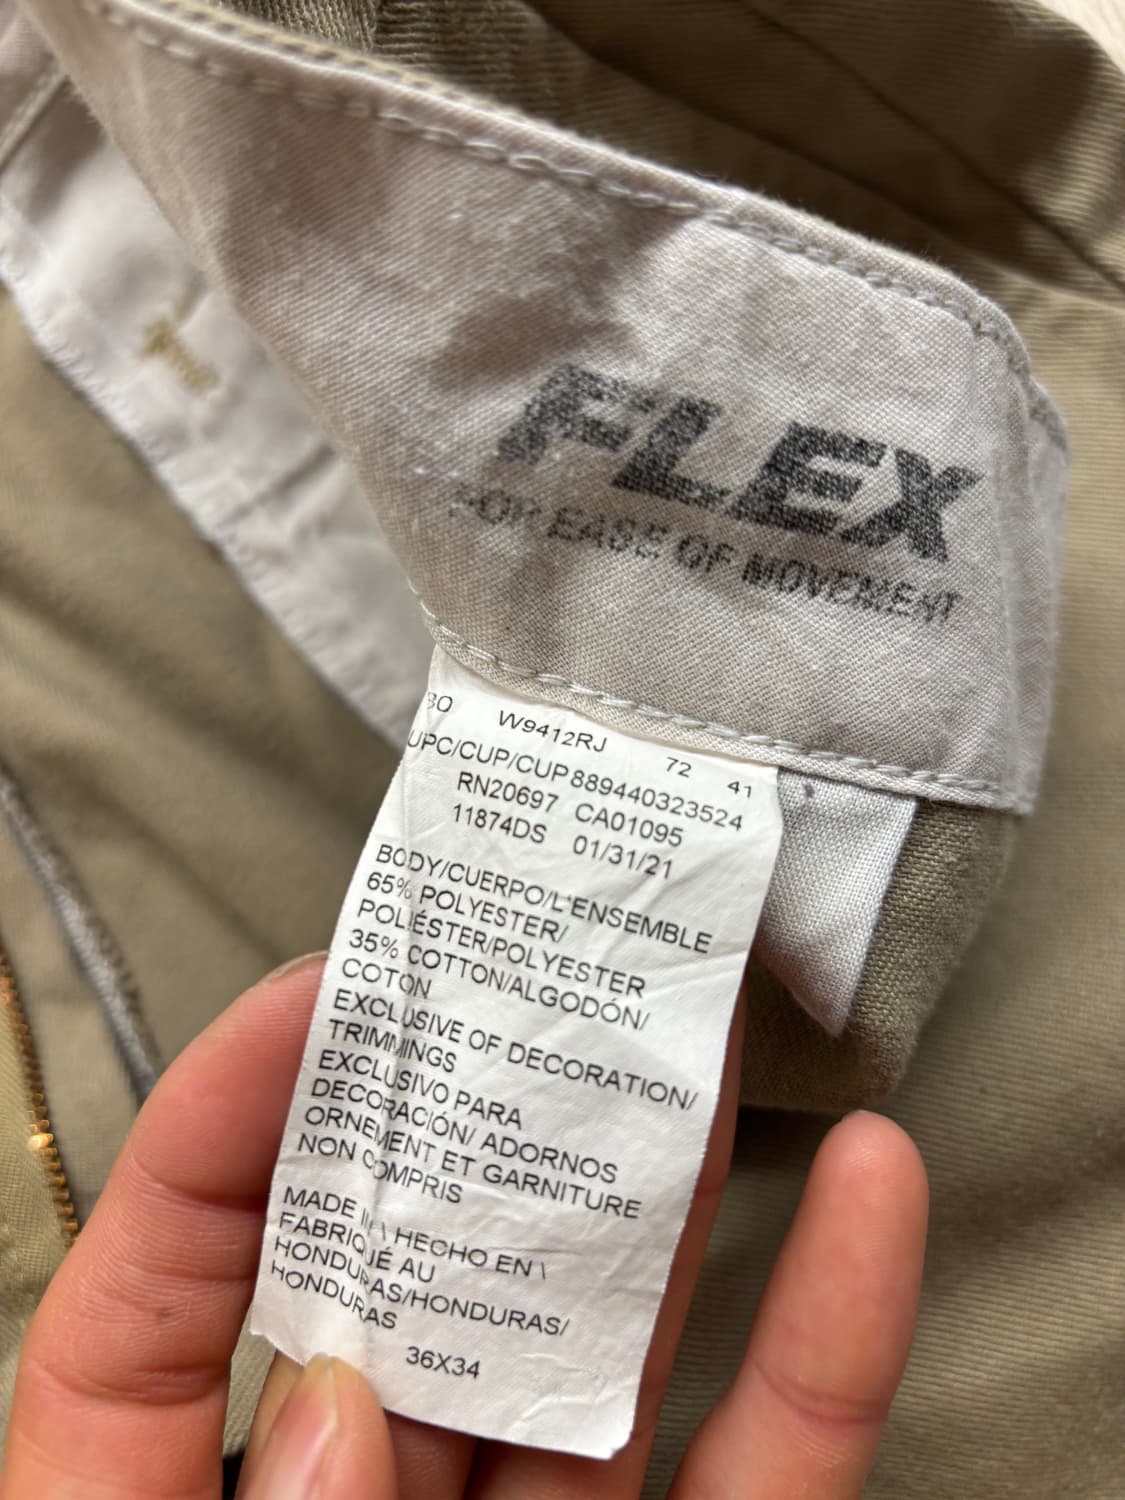 FLEX
FOR EASE OF MOVEMENT
W9412RJ 72 41
UPC/CUP/CUP 889440323524
RN20697 CA01095
11874DS 01/31/21
BODY/CUERPO/L'ENSEMBLE
65% POLYESTER/
POLIÉSTER/POLYESTER
35% COTTON/ALGODÓN/
COTON
EXCLUSIVE OF DECORATION/
TRIMMINGS
EXCLUSIVO PARA
DECORACIÓN/ ADORNOS
ORNEMENT ET GARNITURE
NON COMPRIS
MADE IN \ HECHO EN \
FABRIQUÉ AU
HONDURAS/HONDURAS/
HONDURAS
36X34